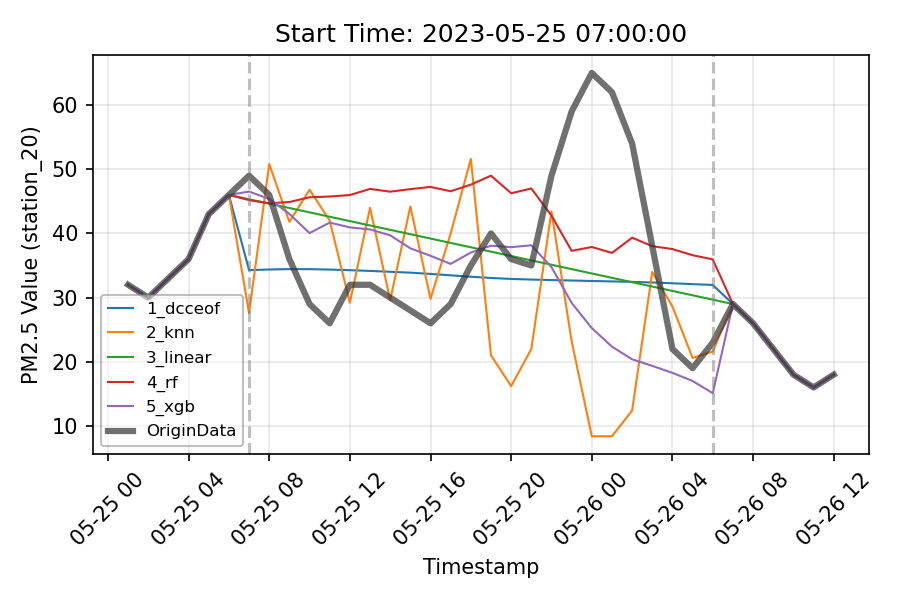 Start Time: 2023-05-25 07:00:00
PM2.5 Value (station_20)
60
50
40
30
20
10
1_dcceof
2_knn
3_linear
4_rf
5_xgb
OriginData
05-25 00
05-25 04
05-25 08
05-25 12
05-25 16
05-25 20
05-26 00
05-26 04
05-26 08
05-26 12
Timestamp